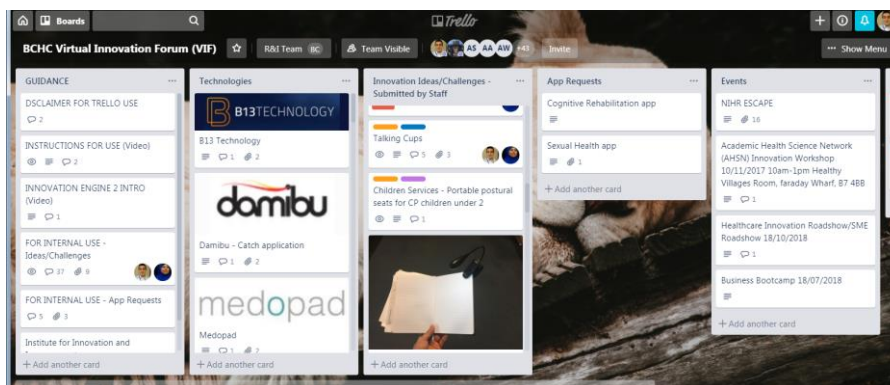 Boards
Trello
BCHC Virtual Innovation Forum (VIF)
R&I Team BC
Team Visible
AS AA AW +43
Invite
... Show Menu
GUIDANCE
DSCLAIMER FOR TRELLO USE
2
INSTRUCTIONS FOR USE (Video)
2
INNOVATION ENGINE 2 INTRO
(Video)
1
FOR INTERNAL USE -
Ideas/Challenges
37 9
FOR INTERNAL USE - App Requests
5 3
Institute for Innovation and
+ Add another card
Technologies
B13TECHNOLOGY
B13 Technology
1 2
damibu
Damibu - Catch application
1 2
medopad
Medopad
1 2
+ Add another card
Innovation Ideas/Challenges -
Submitted by Staff
Talking Cups
5 3
Children Services - Portable postural
seats for CP children under 2
1
+ Add another card
App Requests
Cognitive Rehabilitation app
Sexual Health app
1
+ Add another card
Events
NIHR ESCAPE
16
Academic Health Science Network
(AHSN) Innovation Workshop
10/11/2017 10am-1pm Healthy
Villages Room, faraday Wharf, B7 4BB
1
Healthcare Innovation Roadshow/SME
Roadshow 18/10/2018
1
Business Bootcamp 18/07/2018
+ Add another card